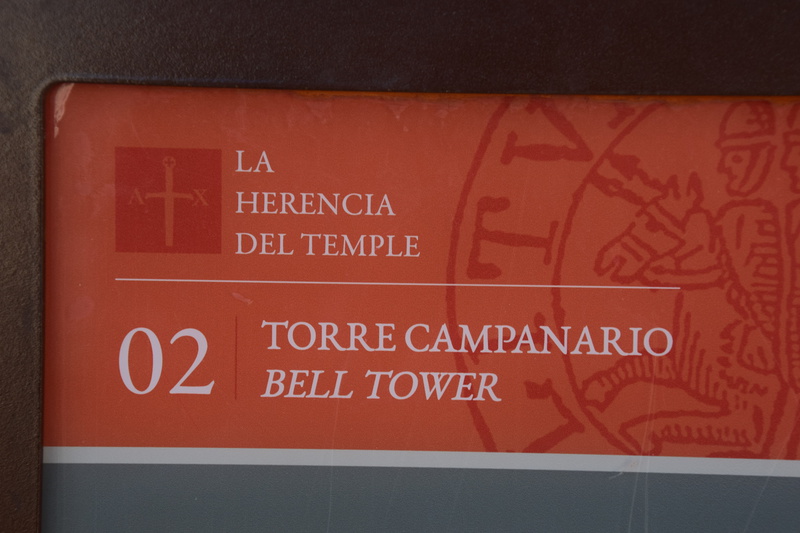 LA
HERENCIA
DEL TEMPLE
A X
02
TORRE CAMPANARIO
BELL TOWER